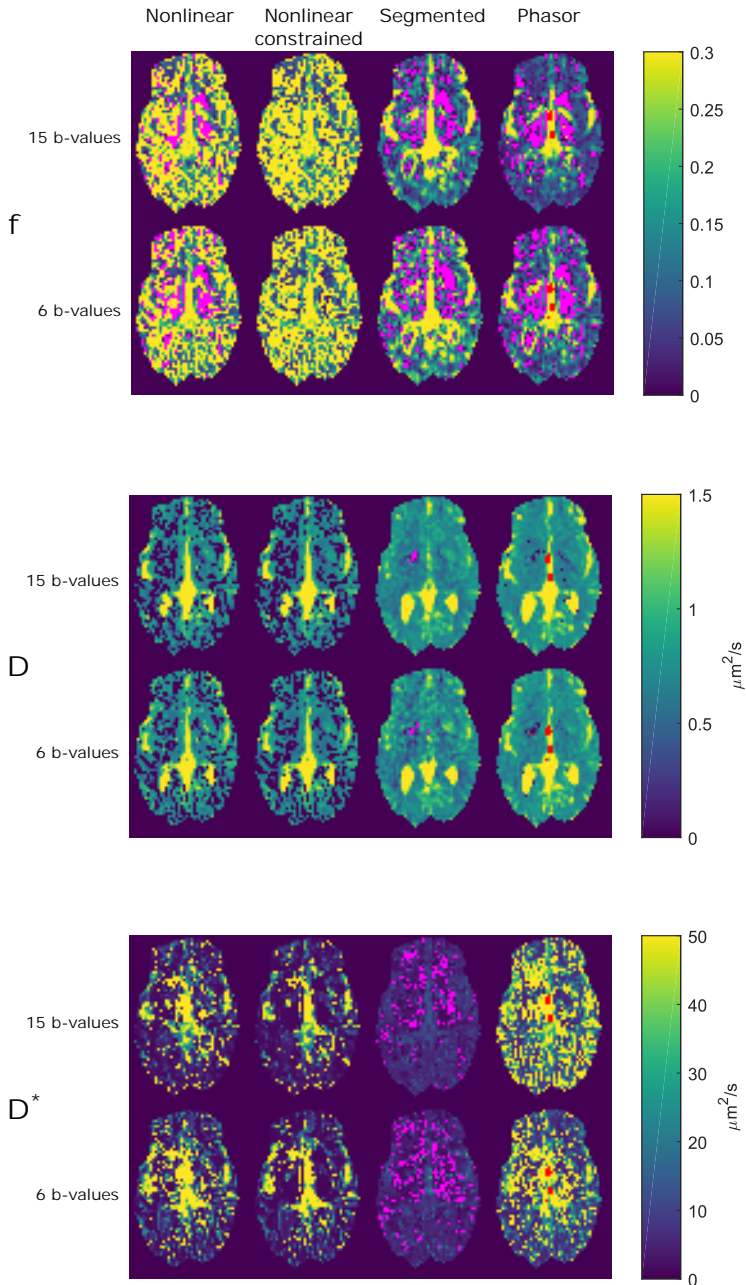 Nonlinear
Nonlinear constrained
Segmented
Phasor
f
15 b-values
6 b-values
0.3
0.25
0.2
0.15
0.1
0.05
0
D
15 b-values
6 b-values
1.5
1
0.5
0
μm²/s
D*
15 b-values
6 b-values
50
40
30
20
10
0
μm²/s